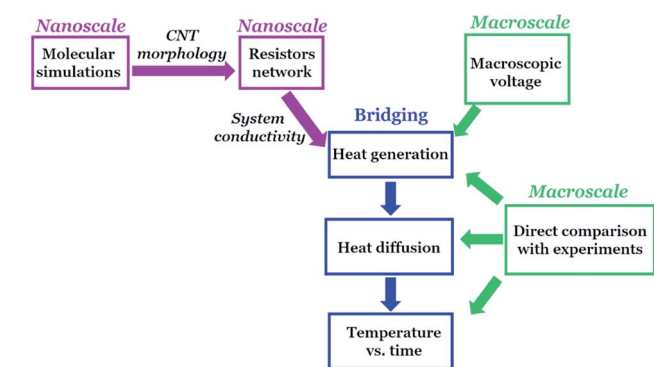 Nanoscale
CNT
morphology
Nanoscale
Macroscale
Molecular
simulations
Resistors
network
Macroscopic
voltage
System
conductivity
Bridging
Heat generation
Macroscale
Heat diffusion
Direct comparison
with experiments
Temperature
vs. time